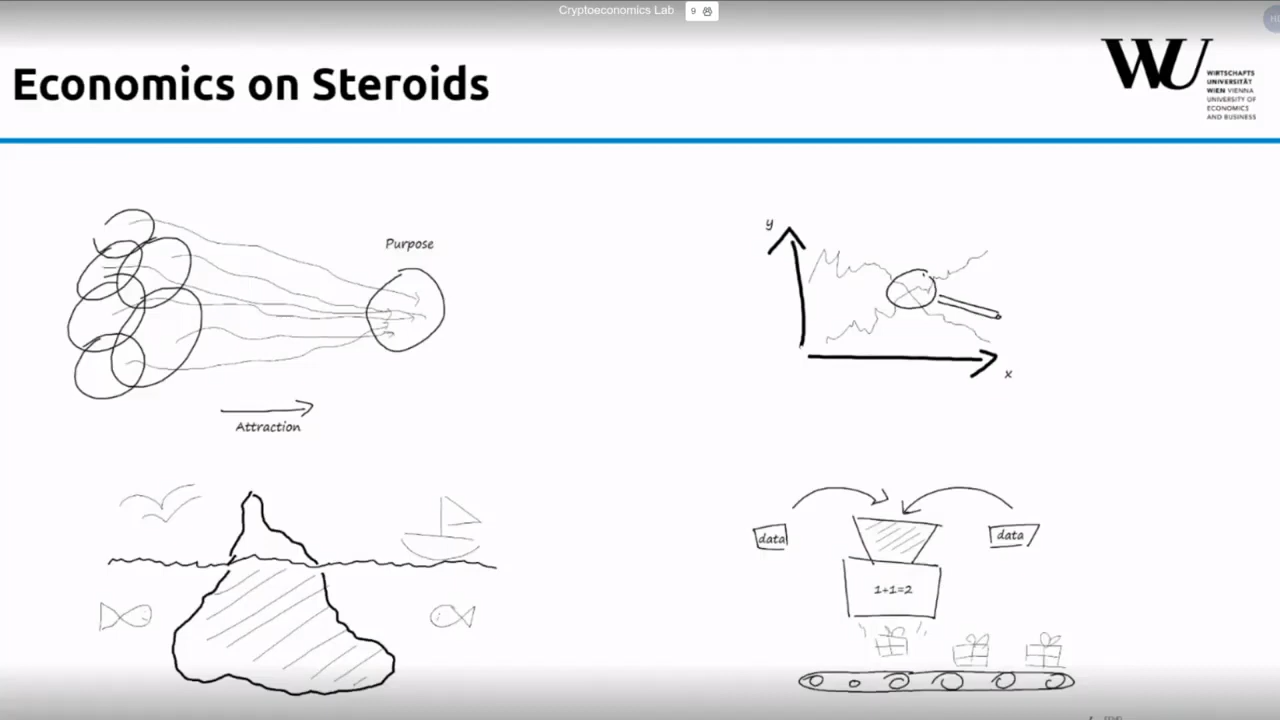 Cryptoeconomics Lab 9
Economics on Steroids
WU
WIRTSCHAFTS
UNIVERSITÄT
WIEN VIENNA
UNIVERSITY OF
ECONOMICS
AND BUSINESS
Purpose
Attraction
y
x
data
data
1+1=2